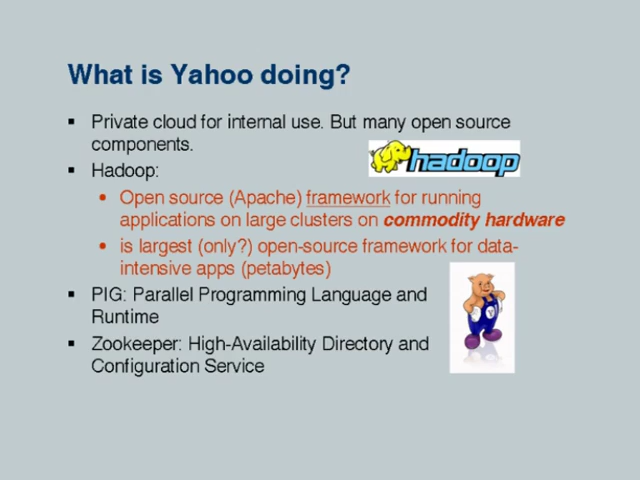 What is Yahoo doing?
▪ Private cloud for internal use. But many open source
components.
hadoop
▪ Hadoop:
• Open source (Apache) framework for running
applications on large clusters on commodity hardware
• is largest (only?) open-source framework for data-
intensive apps (petabytes)
▪ PIG: Parallel Programming Language and
Runtime
▪ Zookeeper: High-Availability Directory and
Configuration Service